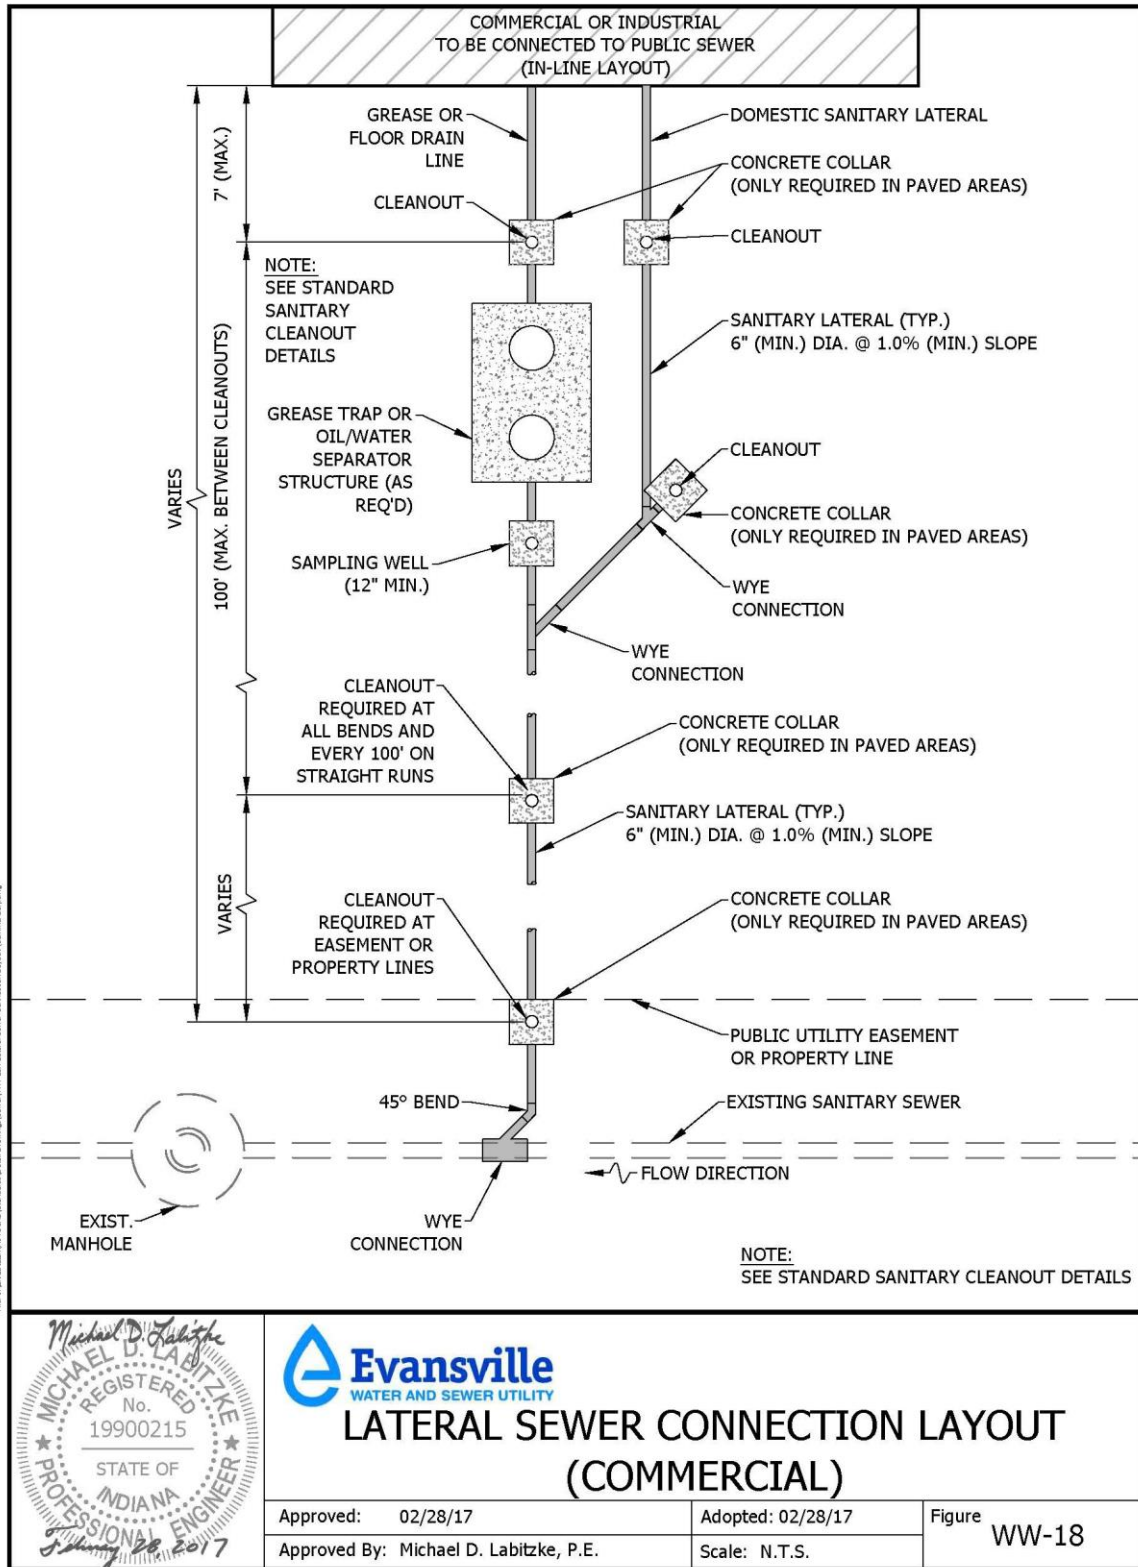 COMMERCIAL OR INDUSTRIAL
TO BE CONNECTED TO PUBLIC SEWER
(IN-LINE LAYOUT)
GREASE OR
FLOOR DRAIN
LINE
DOMESTIC SANITARY LATERAL
7' (MAX.)
CONCRETE COLLAR
(ONLY REQUIRED IN PAVED AREAS)
CLEANOUT
CLEANOUT
NOTE:
SEE STANDARD
SANITARY
CLEANOUT
DETAILS
SANITARY LATERAL (TYP.)
6" (MIN.) DIA. @ 1.0% (MIN.) SLOPE
GREASE TRAP OR
OIL/WATER
SEPARATOR
STRUCTURE (AS
REQ'D)
CLEANOUT
VARIES
100' (MAX. BETWEEN CLEANOUTS)
CONCRETE COLLAR
(ONLY REQUIRED IN PAVED AREAS)
SAMPLING WELL
(12" MIN.)
WYE
CONNECTION
WYE
CONNECTION
CLEANOUT
REQUIRED AT
ALL BENDS AND
EVERY 100' ON
STRAIGHT RUNS
CONCRETE COLLAR
(ONLY REQUIRED IN PAVED AREAS)
SANITARY LATERAL (TYP.)
6" (MIN.) DIA. @ 1.0% (MIN.) SLOPE
VARIES
CLEANOUT
REQUIRED AT
EASEMENT OR
PROPERTY LINES
CONCRETE COLLAR
(ONLY REQUIRED IN PAVED AREAS)
PUBLIC UTILITY EASEMENT
OR PROPERTY LINE
45° BEND
EXISTING SANITARY SEWER
FLOW DIRECTION
EXIST.
MANHOLE
WYE
CONNECTION
NOTE:
SEE STANDARD SANITARY CLEANOUT DETAILS
Michael D. Labitzke
MICHAEL D. LABITZKE
REGISTERED
No.
19900215
STATE OF
INDIANA
PROFESSIONAL ENGINEER
February 28, 2017
Evansville
WATER AND SEWER UTILITY
LATERAL SEWER CONNECTION LAYOUT
(COMMERCIAL)
Approved: 02/28/17
Adopted: 02/28/17
Figure WW-18
Approved By: Michael D. Labitzke, P.E.
Scale: N.T.S.